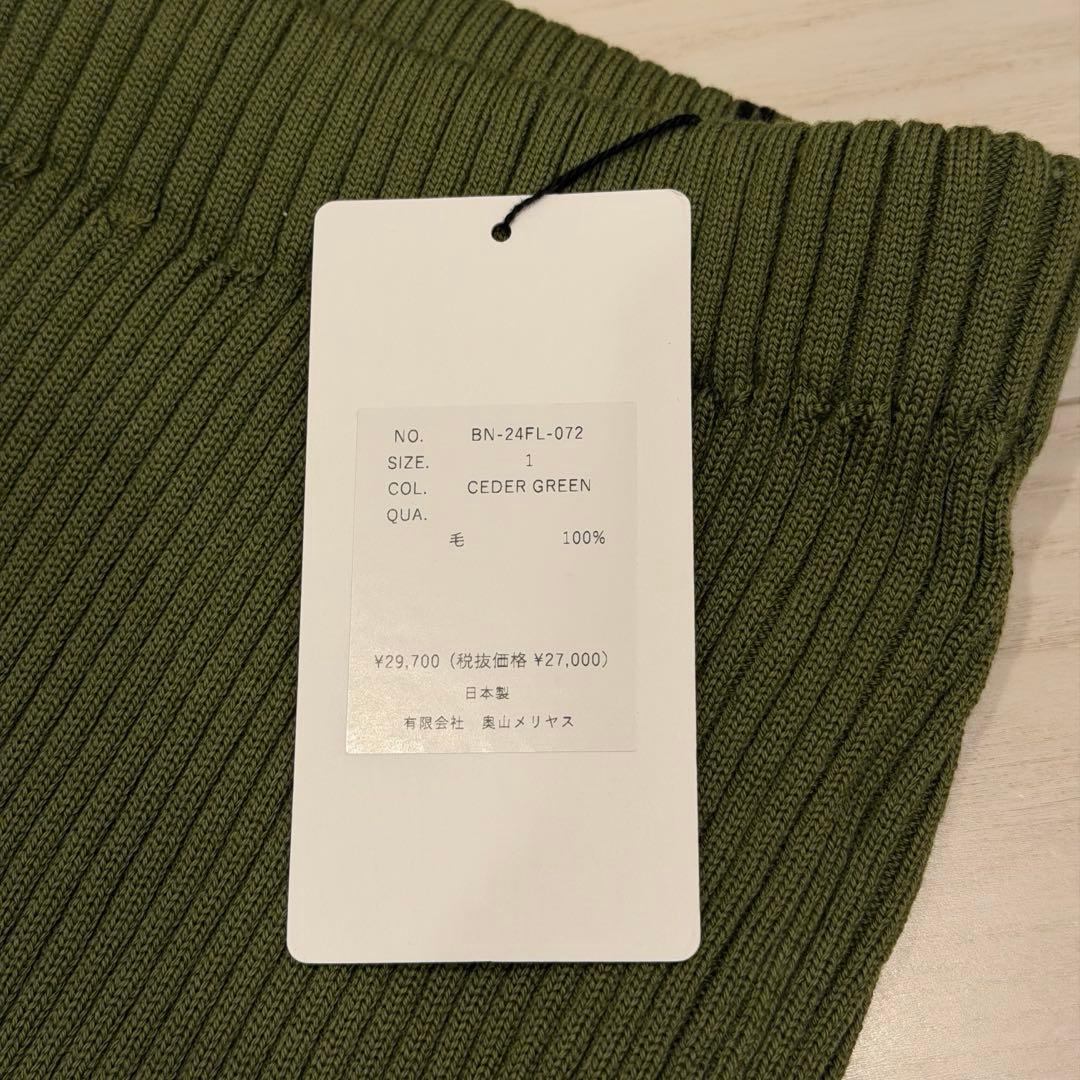 NO. BN-24FL-072
SIZE. 1
COL. CEDER GREEN
QUA.
毛 100%
¥29,700 (税抜価格 ¥27,000)
日本製
有限会社 奥山メリヤス